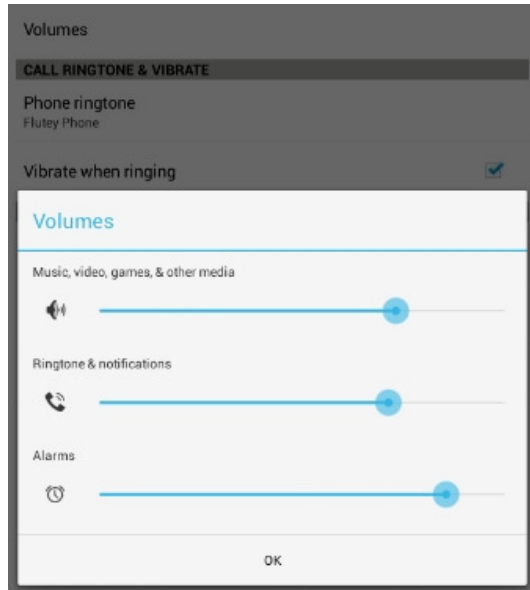 Volumes
CALL RINGTONE & VIBRATE
Phone ringtone
Flutey Phone
Vibrate when ringing
Volumes
Music, video, games, & other media
Ringtone & notifications
Alarms
OK